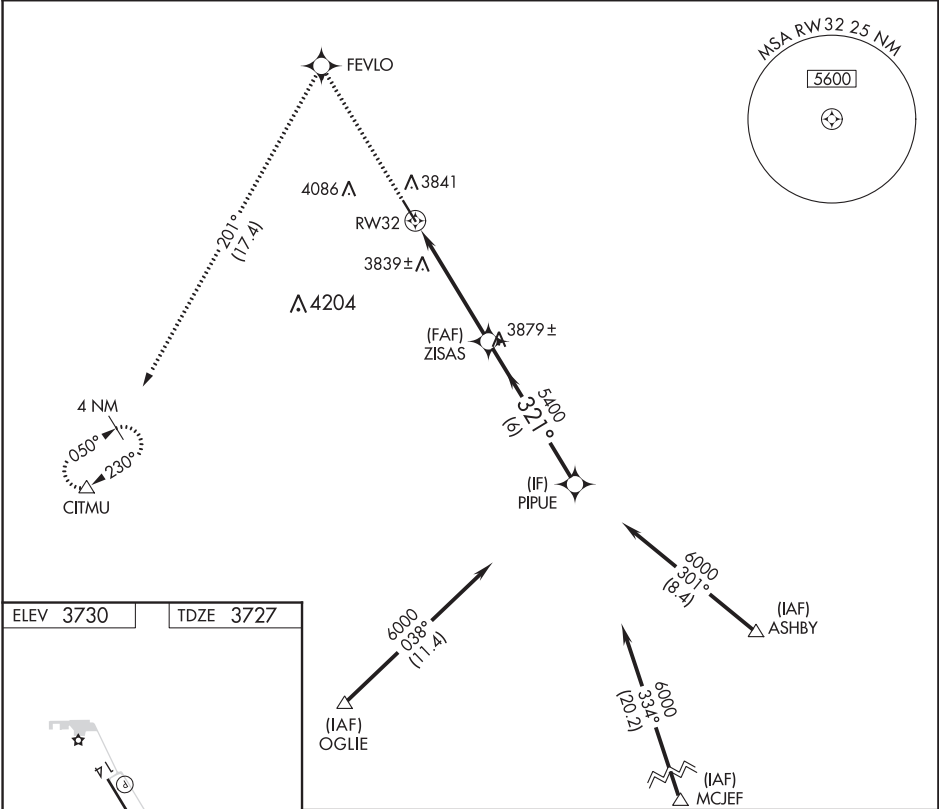 MSA RW32 25 NM
5600
FEVLO
4086
3841
RW32
3839±
201°
(17.4)
4204
(FAF)
ZISAS
3879±
5400
321°
(6)
4 NM
050°
230°
CITMU
(IF)
PIPUE
6000
301°
(8.4)
(IAF)
ASHBY
6000
038°
(11.4)
(IAF)
OGLIE
6000
334°
(20.2)
(IAF)
MCJEF
ELEV 3730
TDZE 3727
14
P